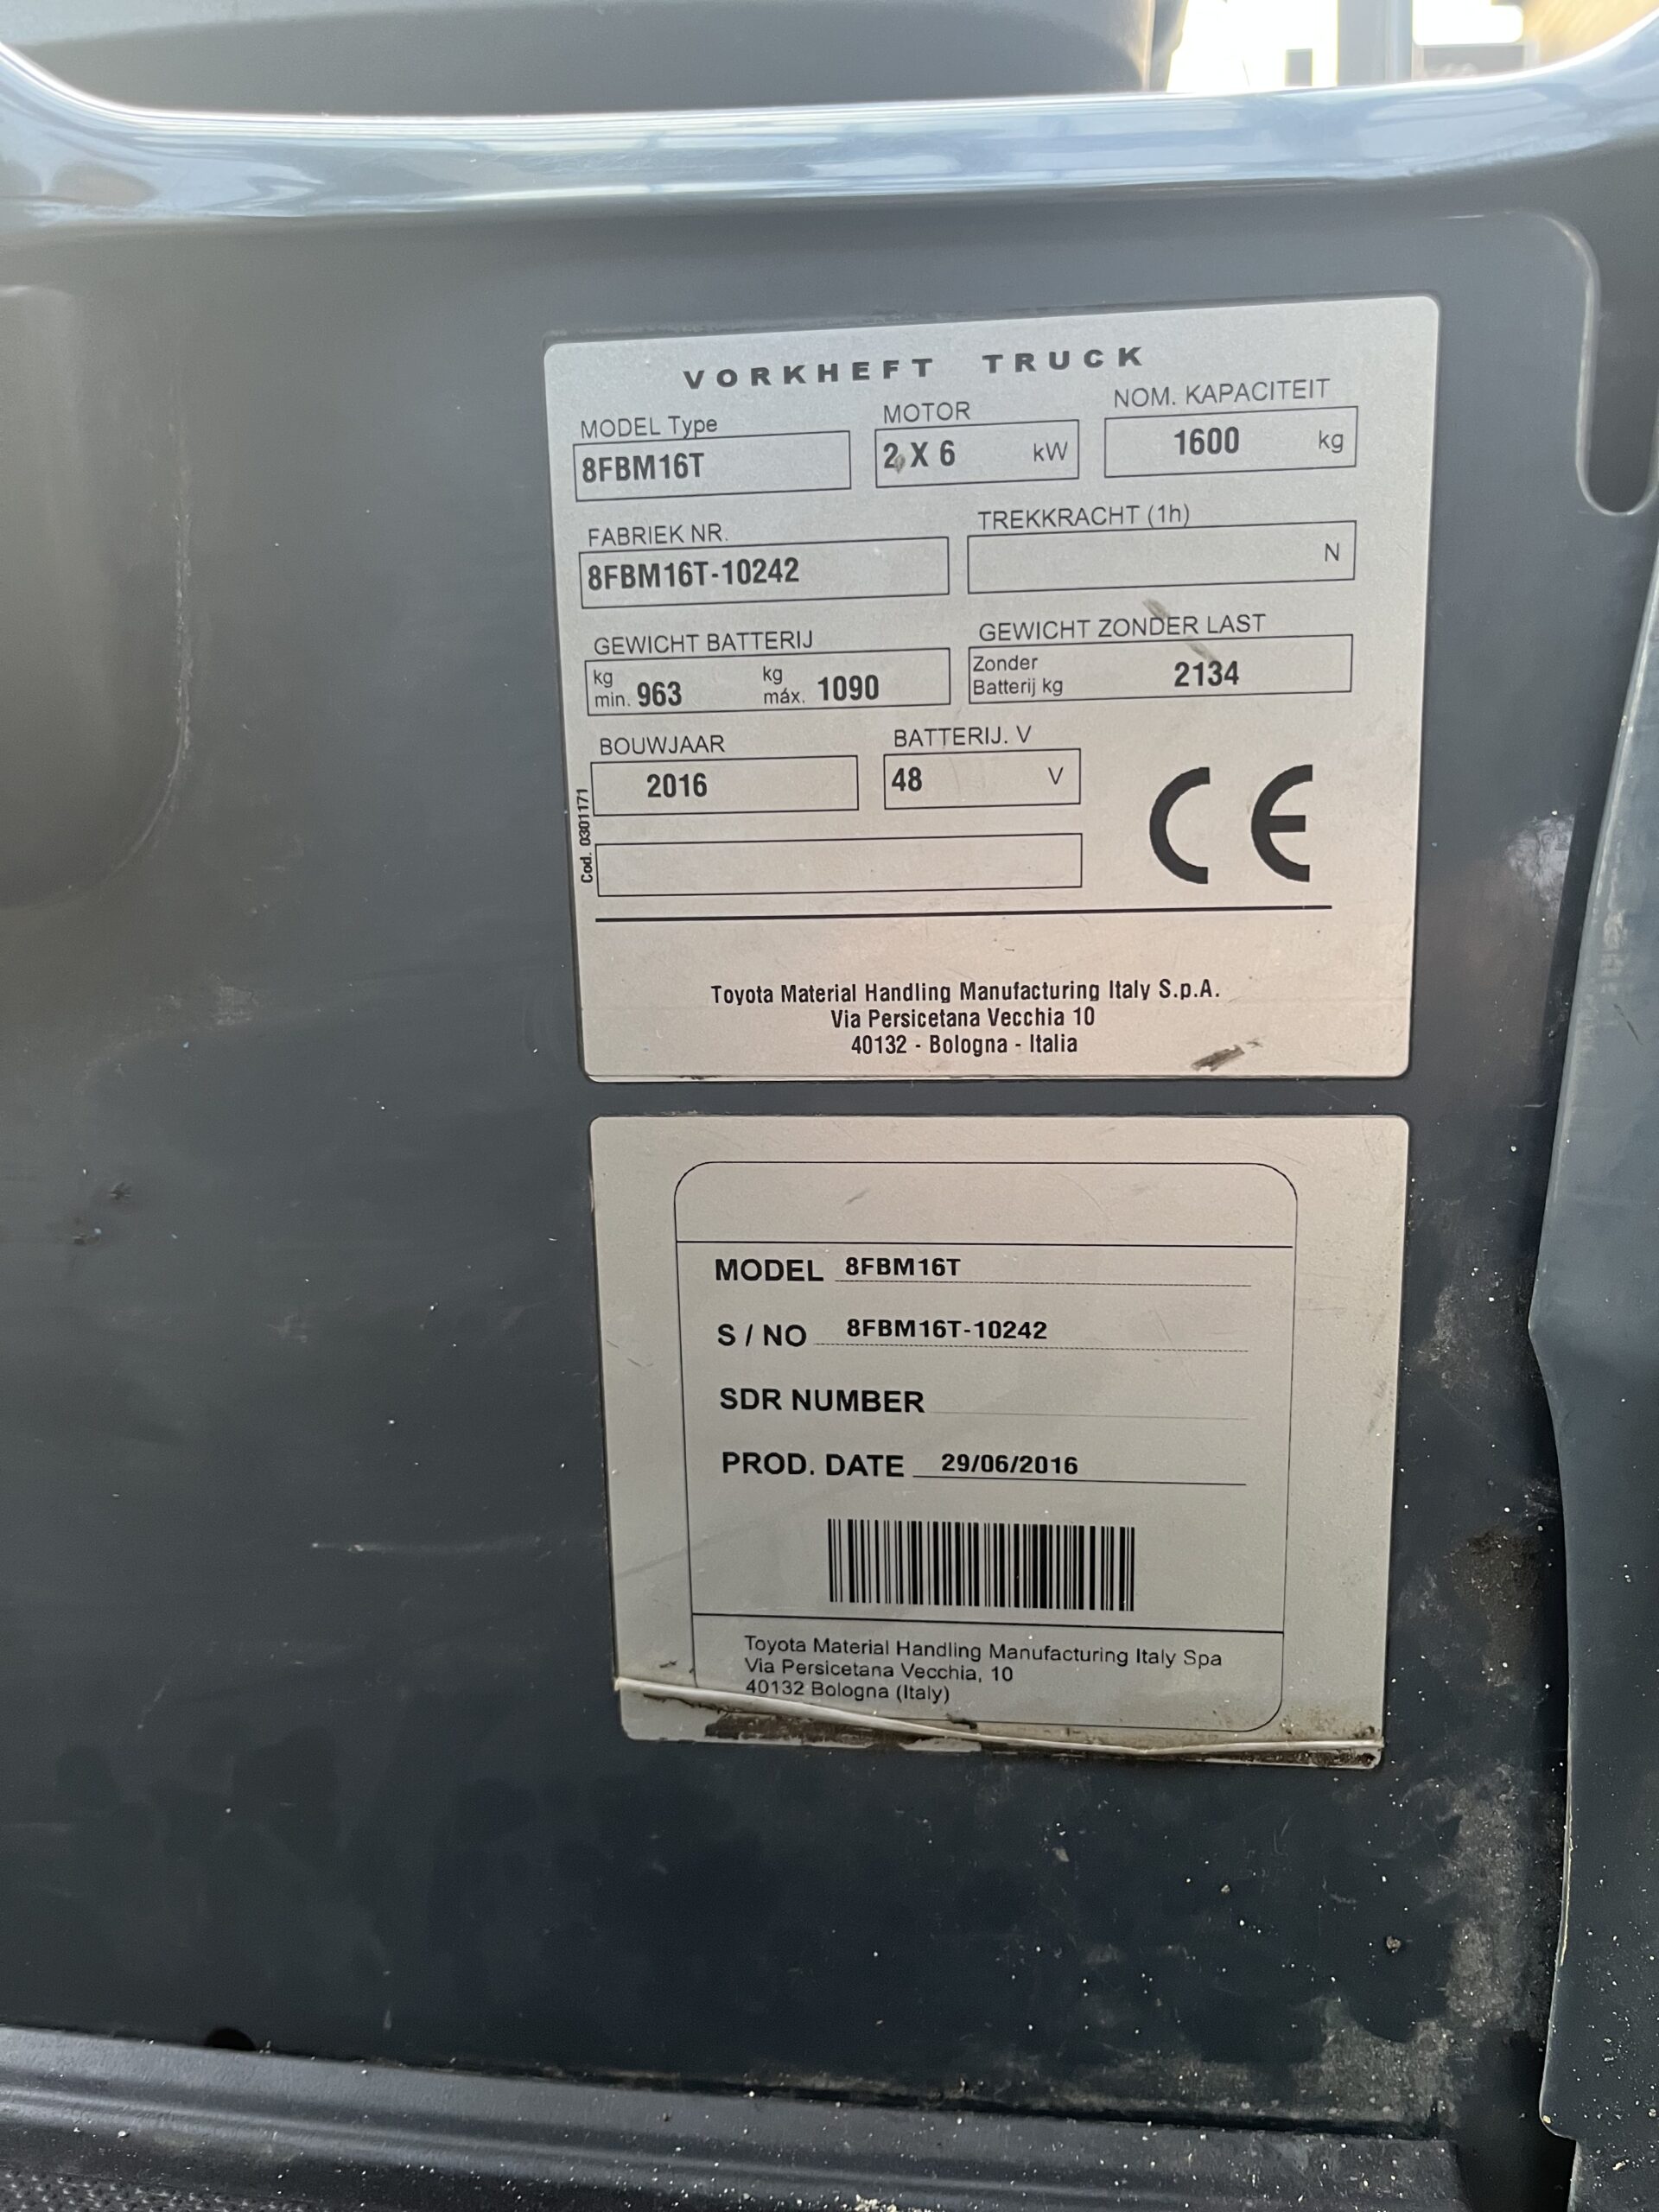 VORKHEFT TRUCK
MODEL Type
MOTOR
NOM. KAPACITEIT
8FBM16T
2 X 6 kW
1600 kg
FABRIEK NR.
TREKKRACHT (1h)
8FBM16T-10242
N
GEWICHT BATTERIJ
GEWICHT ZONDER LAST
kg min. 963 kg máx. 1090
Zonder Batterij kg 2134
BOUWJAAR
BATTERIJ. V
2016
48 V
Cod. 0301171
CE
Toyota Material Handling Manufacturing Italy S.p.A.
Via Persicetana Vecchia 10
40132 - Bologna - Italia
MODEL 8FBM16T
S / NO 8FBM16T-10242
SDR NUMBER
PROD. DATE 29/06/2016
Toyota Material Handling Manufacturing Italy Spa
Via Persicetana Vecchia, 10
40132 Bologna (Italy)